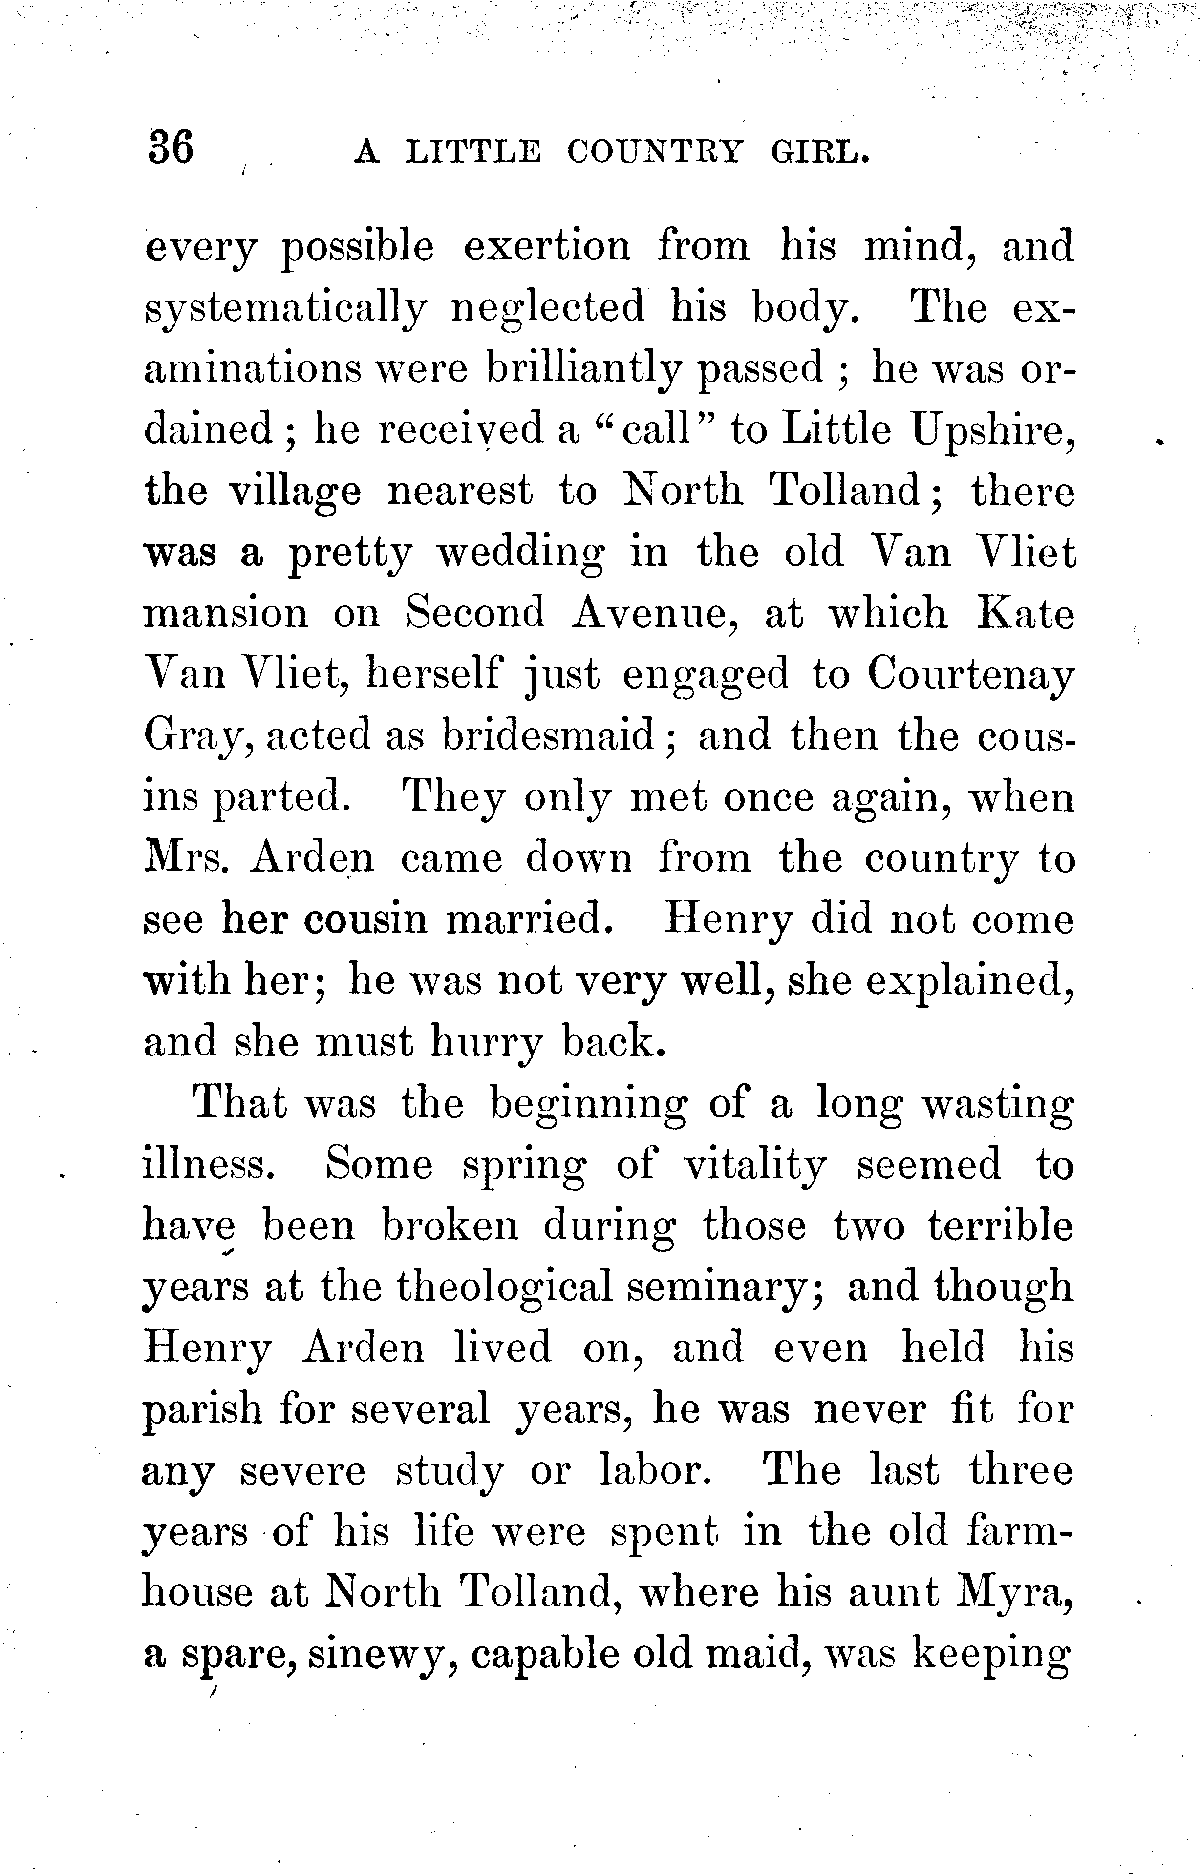 36 A LITTLE COUNTRY GIRL.
every possible exertion from his mind, and
systematically neglected his body. The ex-
aminations were brilliantly passed ; he was or-
dained ; he received a “call” to Little Upshire,
the village nearest to North Tolland ; there
was a pretty wedding in the old Van Vliet
mansion on Second Avenue, at which Kate
Van Vliet, herself just engaged to Courtenay
Gray, acted as bridesmaid ; and then the cous-
ins parted. They only met once again, when
Mrs. Arden came down from the country to
see her cousin married. Henry did not come
with her; he was not very well, she explained,
and she must hurry back.
That was the beginning of a long wasting
illness. Some spring of vitality seemed to
have been broken during those two terrible
years at the theological seminary; and though
Henry Arden lived on, and even held his
parish for several years, he was never fit for
any severe study or labor. The last three
years of his life were spent in the old farm-
house at North Tolland, where his aunt Myra,
a spare, sinewy, capable old maid, was keeping